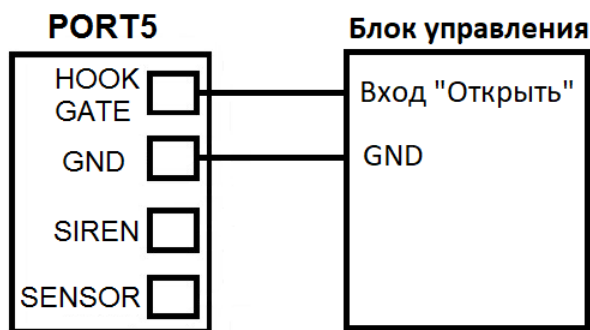 PORT5
Блок управления
HOOK
GATE
Вход "Открыть"
GND
GND
SIREN
SENSOR